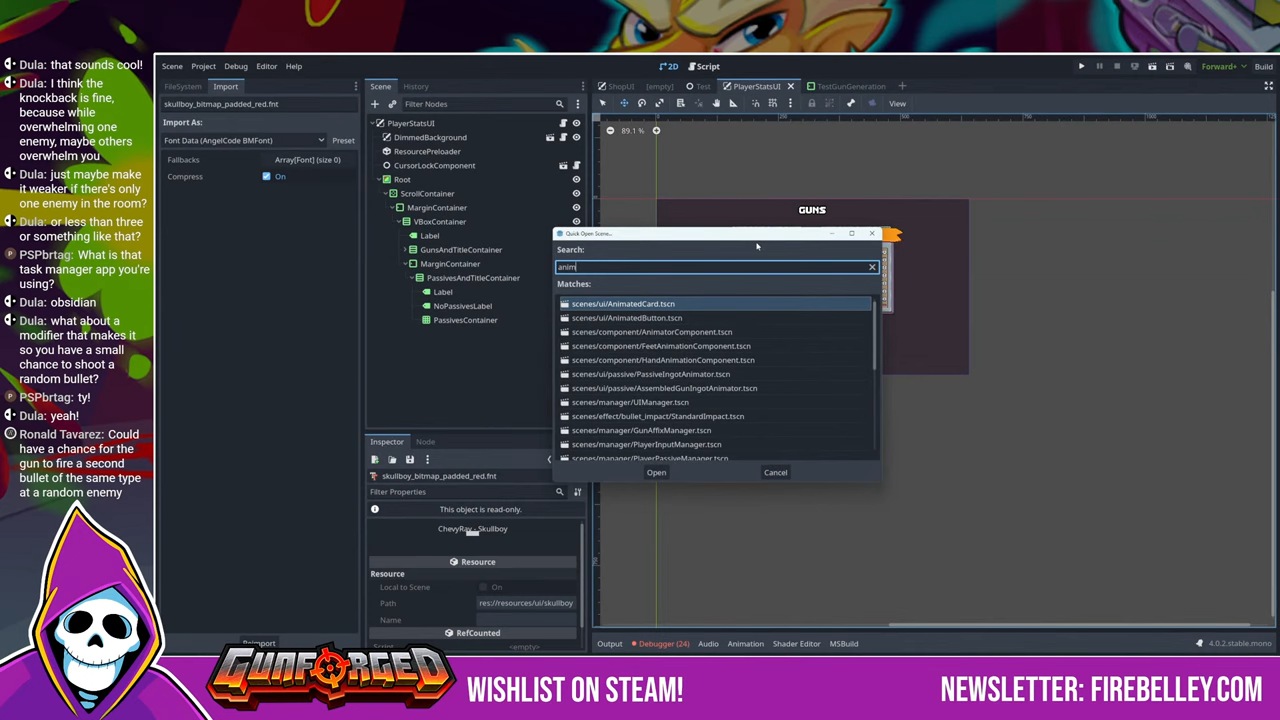 Dula: that sounds cool!
Dula: I think the
knockback is fine,
because while
overwhelming one
enemy, maybe others
overwhelm you
Dula: just maybe make
it weaker if there's only
one enemy in the room?
Dula: or less than three
or something like that?
PSPbrtag: What is that
task manager app you're
using?
Dula: obsidian
Dula: what about a
modifier that makes it
so you have a small
chance to shoot a
random bullet?
PSPbrtag: ty!
Dula: yeah!
Ronald Tavarez: Could
have a chance for the
gun to fire a second
bullet of the same type
at a random enemy
Scene Project Debug Editor Help
2D Script
Forward+ Build
FileSystem Import
skullboy_bitmap_padded_red.fnt
Import As:
Font Data (AngelCode BMFont) Preset
Fallbacks Array[Font] (size 0)
Compress On
Reimport
Scene History
Filter Nodes
PlayerStatsUI
DimmedBackground
ResourcePreloader
CursorLockComponent
Root
ScrollContainer
MarginContainer
VBoxContainer
Label
GunsAndTitleContainer
MarginContainer
PassivesAndTitleContainer
Label
NoPassivesLabel
PassivesContainer
Inspector Node
skullboy_bitmap_padded_red.fnt
Filter Properties
This object is read-only.
ChevyRay - Skullboy
Resource
Resource
Local to Scene On
Path res://resources/ui/skullboy
Name
RefCounted
Script <empty>
ShopUI [empty] Test PlayerStatsUI TestGunGeneration
View
89.1 %
GUNS
Quick Open Scene...
Search:
anim
Matches:
scenes/ui/AnimatedCard.tscn
scenes/ui/AnimatedButton.tscn
scenes/component/AnimatorComponent.tscn
scenes/component/FeetAnimationComponent.tscn
scenes/component/HandAnimationComponent.tscn
scenes/ui/passive/PassiveIngotAnimator.tscn
scenes/ui/passive/AssembledGunIngotAnimator.tscn
scenes/manager/UIManager.tscn
scenes/effect/bullet_impact/StandardImpact.tscn
scenes/manager/GunAffixManager.tscn
scenes/manager/PlayerInputManager.tscn
scenes/manager/PlayerPassiveManager.tscn
Open Cancel
Output Debugger (24) Audio Animation Shader Editor MSBuild
4.0.2.stable.mono
GUNFORGED
WISHLIST ON STEAM!
NEWSLETTER: FIREBELLEY.COM